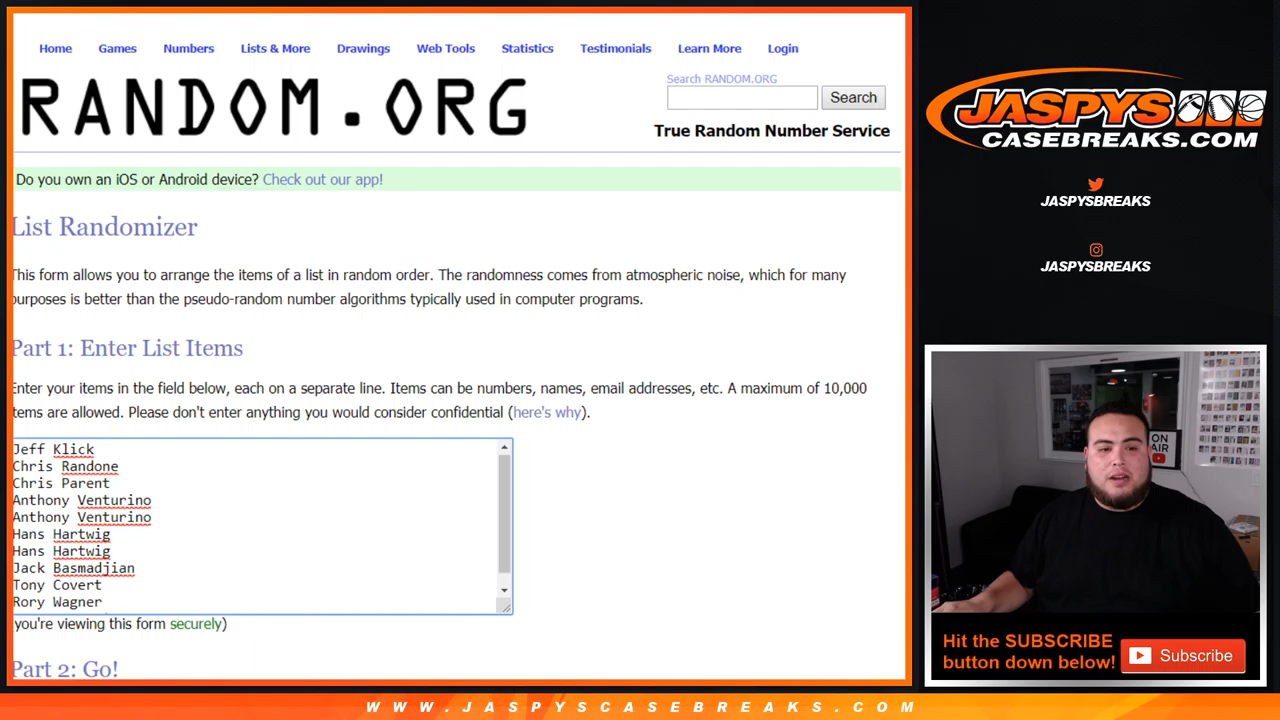 Home Games Numbers Lists & More Drawings Web Tools Statistics Testimonials Learn More Login
RANDOM.ORG
Search RANDOM.ORG
Search
True Random Number Service
Do you own an iOS or Android device? Check out our app!
List Randomizer
This form allows you to arrange the items of a list in random order. The randomness comes from atmospheric noise, which for many
purposes is better than the pseudo-random number algorithms typically used in computer programs.
Part 1: Enter List Items
Enter your items in the field below, each on a separate line. Items can be numbers, names, email addresses, etc. A maximum of 10,000
items are allowed. Please don't enter anything you would consider confidential (here's why).
Jeff Klick
Chris Randone
Chris Parent
Anthony Venturino
Anthony Venturino
Hans Hartwig
Hans Hartwig
Jack Basmadjian
Tony Covert
Rory Wagner
you're viewing this form securely)
Part 2: Go!
JASPYS
CASEBREAKS.COM
JASPYSBREAKS
JASPYSBREAKS
ON
AIR
Hit the SUBSCRIBE
button down below!
Subscribe
WWW.JASPYSCASEBREAKS.COM